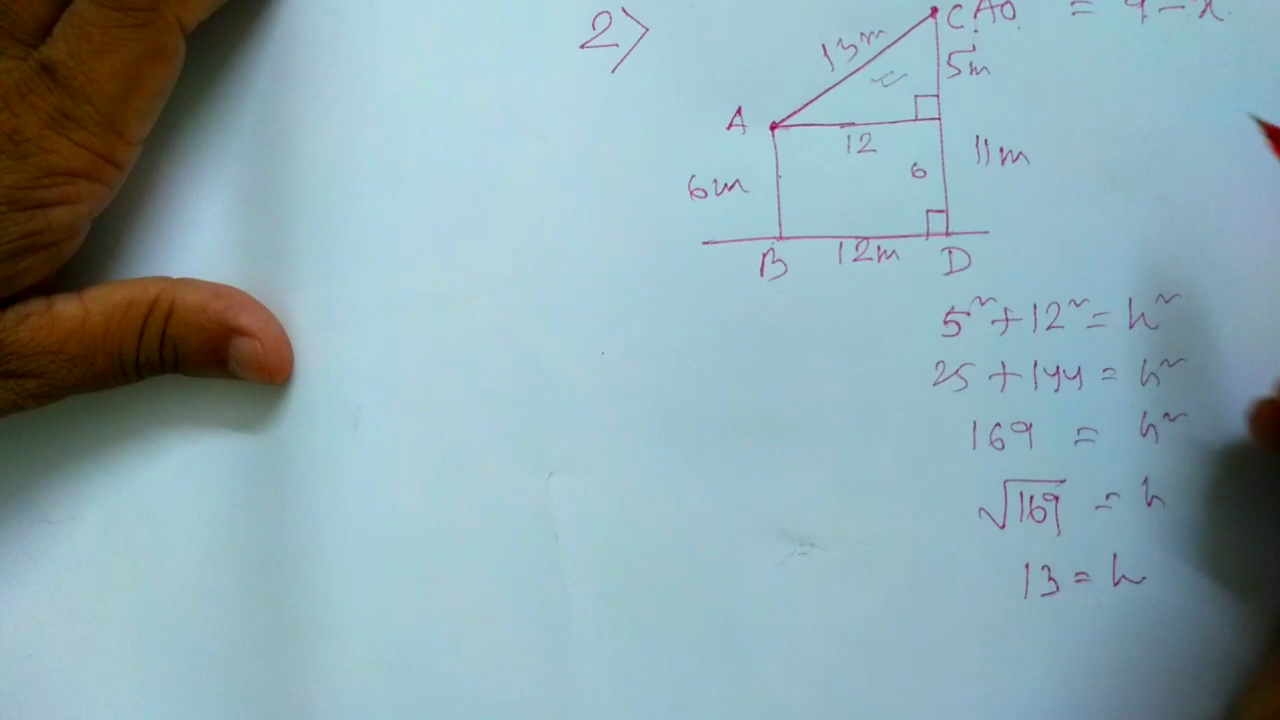 2)
C
13m
5m
A
12
11m
6
6m
B
12m
D
5² + 12² = h²
25 + 144 = h²
169 = h²
√169 = h
13 = h